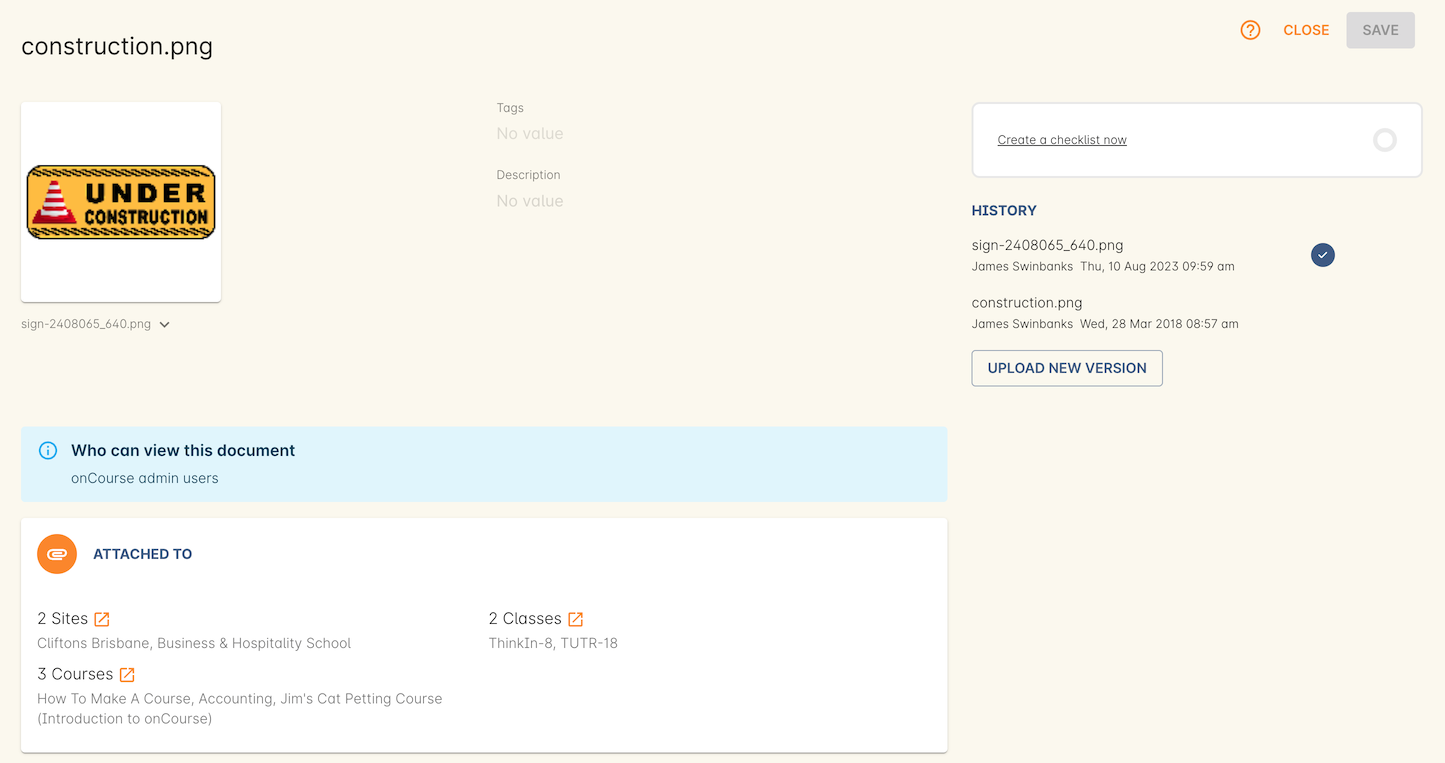 construction.png
CLOSE
SAVE
UNDER
CONSTRUCTION
sign-2408065_640.png
Tags
No value
Description
No value
Create a checklist now
HISTORY
sign-2408065_640.png
James Swinbanks Thu, 10 Aug 2023 09:59 am
construction.png
James Swinbanks Wed, 28 Mar 2018 08:57 am
UPLOAD NEW VERSION
Who can view this document
onCourse admin users
ATTACHED TO
2 Sites
Cliftons Brisbane, Business & Hospitality School
2 Classes
ThinkIn-8, TUTR-18
3 Courses
How To Make A Course, Accounting, Jim's Cat Petting Course
(Introduction to onCourse)